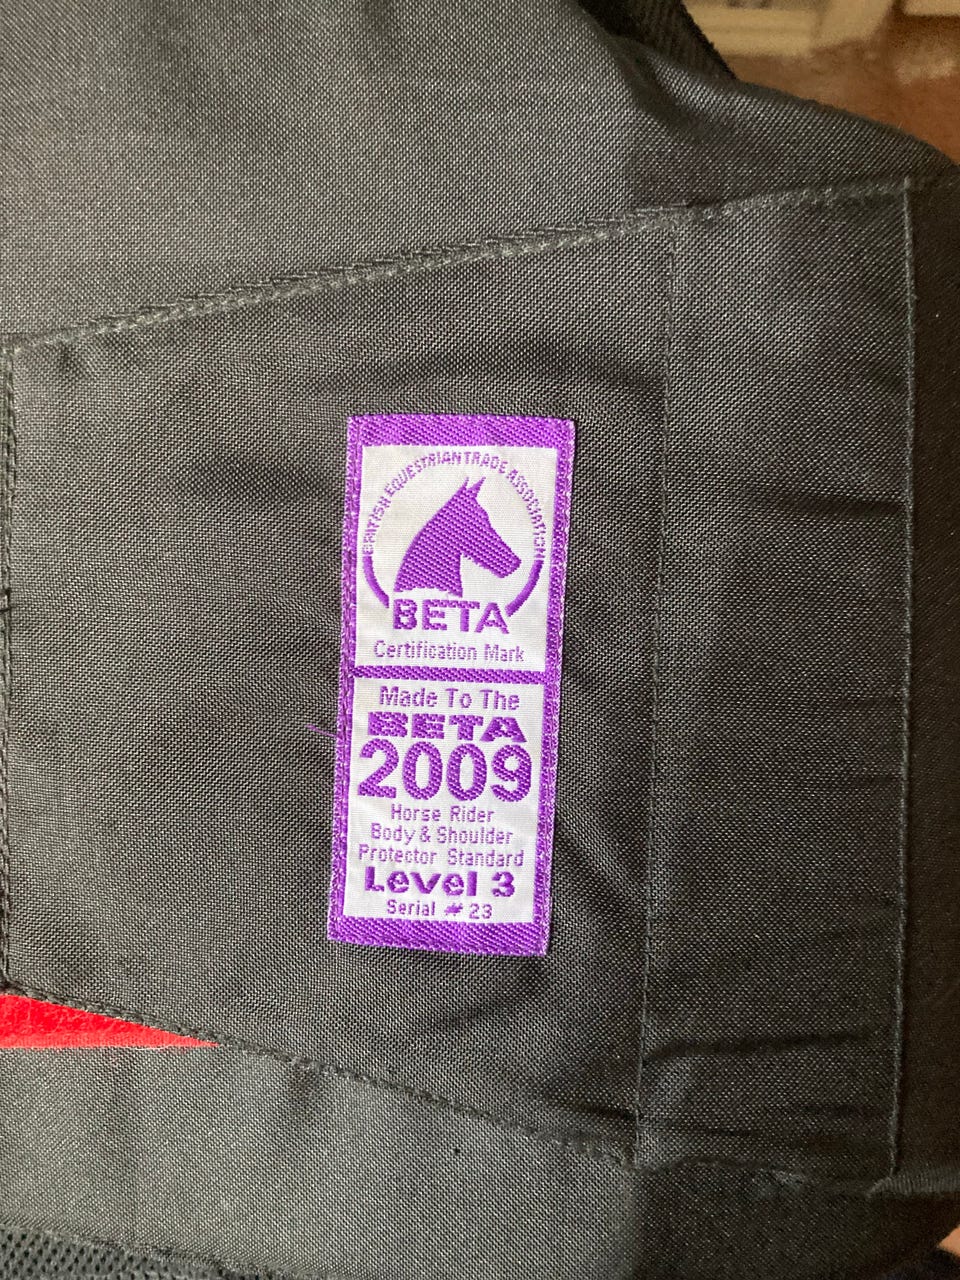 BRITISH EQUESTRIAN TRADE ASSOCIATION
BETA
Certification Mark
Made To The
BETA
2009
Horse Rider
Body & Shoulder
Protector Standard
Level 3
Serial # 23